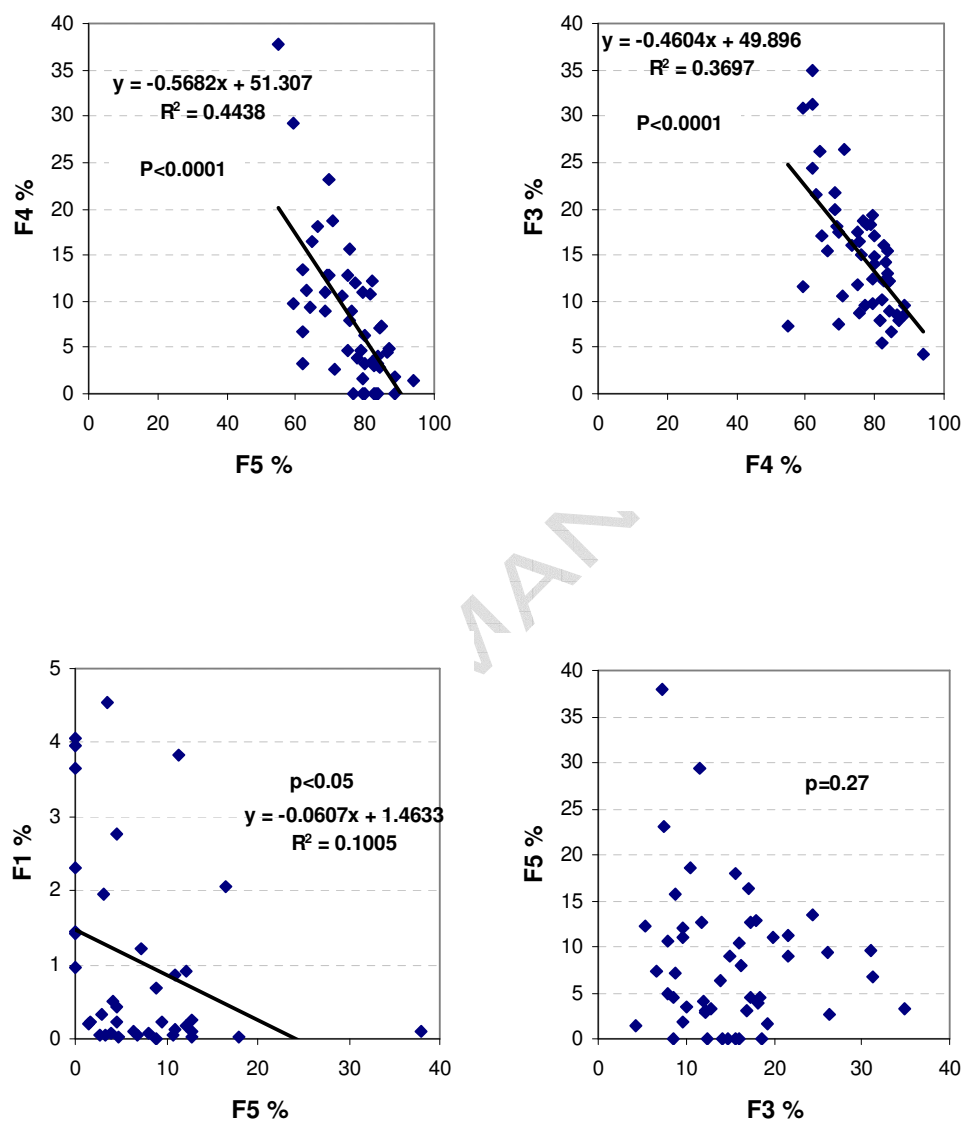 40
35
30
25
20
15
10
5
0
F4 %
y = -0.5682x + 51.307
R² = 0.4438
P<0.0001
0 20 40 60 80 100
F5 %
40
35
30
25
20
15
10
5
0
F3 %
y = -0.4604x + 49.896
R² = 0.3697
P<0.0001
0 20 40 60 80 100
F4 %
MAN
5
4
3
2
1
0
F1 %
p<0.05
y = -0.0607x + 1.4633
R² = 0.1005
0 10 20 30 40
F5 %
40
35
30
25
20
15
10
5
0
F5 %
p=0.27
0 10 20 30 40
F3 %